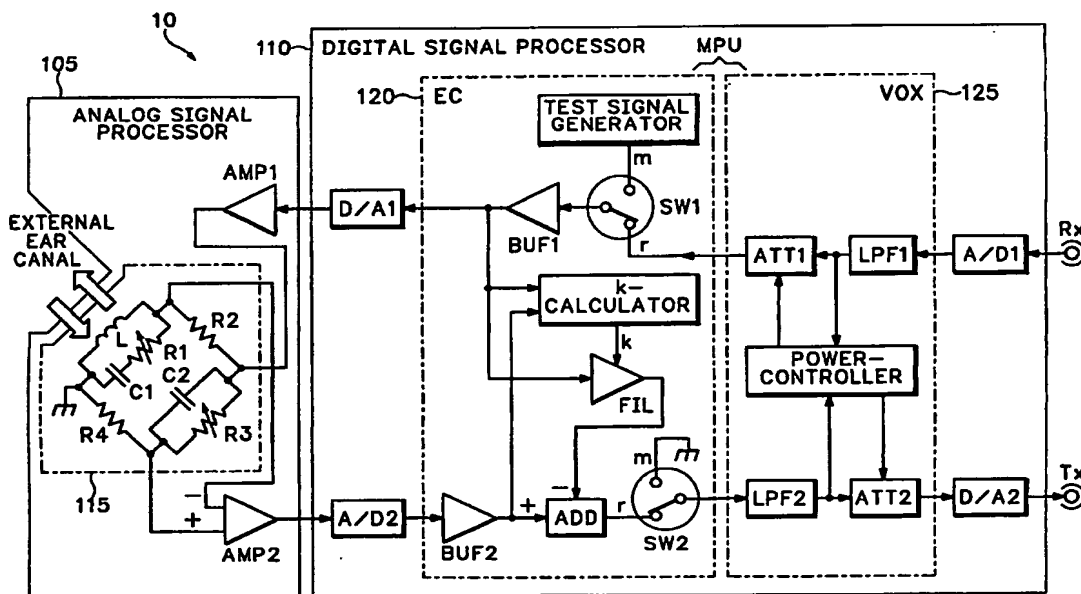 10
110
DIGITAL SIGNAL PROCESSOR
MPU
105
ANALOG SIGNAL
PROCESSOR
120
EC
VOX
125
TEST SIGNAL
GENERATOR
m
AMP1
D/A1
BUF1
SW1
r
ATT1
LPF1
A/D1
Rx
EXTERNAL
EAR
CANAL
k-
CALCULATOR
k
POWER-
CONTROLLER
L
R1
R2
C1
C2
R4
R3
FIL
115
m
-
+
AMP2
A/D2
BUF2
+
-
ADD
r
SW2
LPF2
ATT2
D/A2
Tx